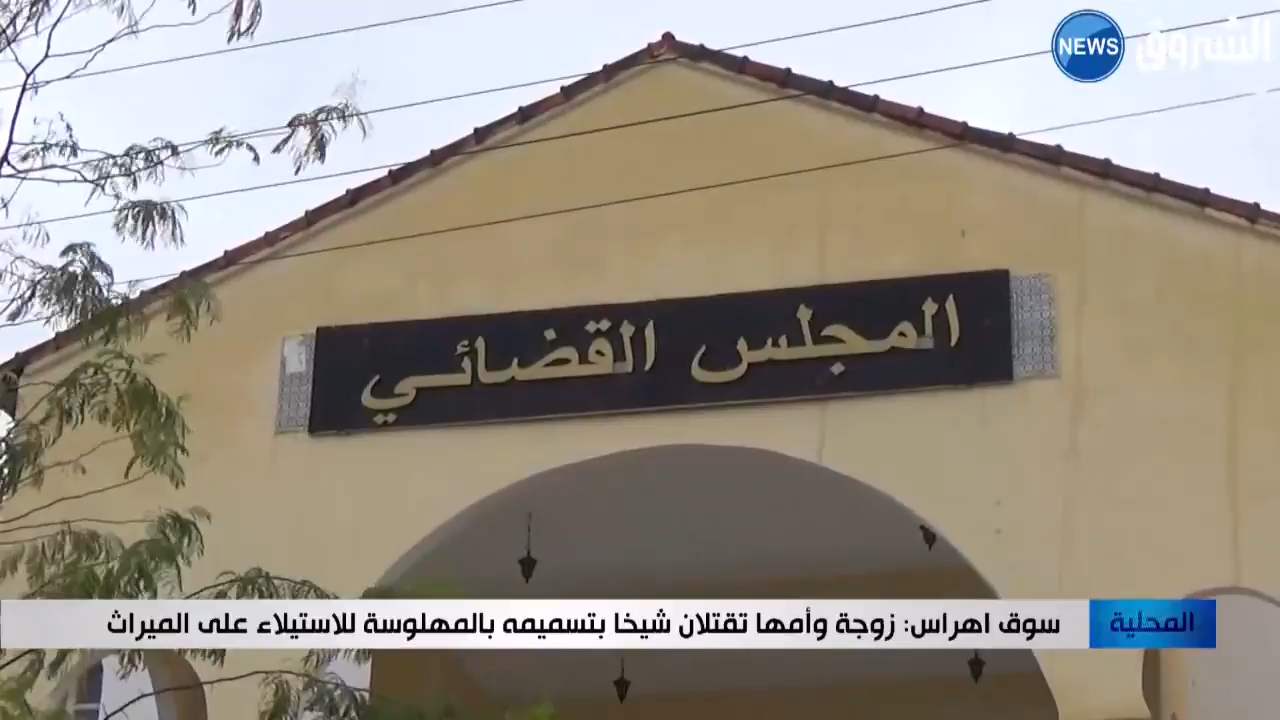 NEWS الشروق
المجلس القضائي
المحلية
سوق اهراس: زوجة وأمها تقتلان شيخا بتسميمه بالمهلوسة للاستيلاء على الميراث